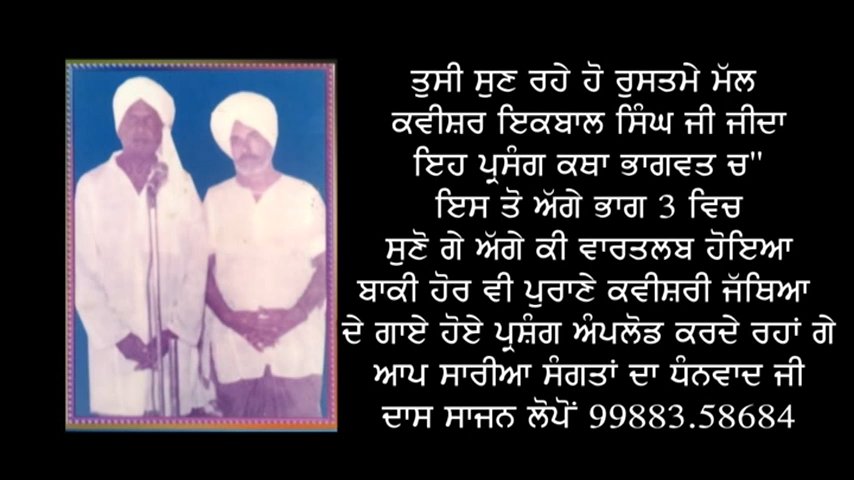 ਤੁਸੀ ਸੁਣ ਰਹੇ ਹੋ ਰੁਸਤਮੇ ਮੱਲ
ਕਵੀਸ਼ਰ ਇਕਬਾਲ ਸਿੰਘ ਜੀ ਜੀਦਾ
ਇਹ ਪ੍ਰਸੰਗ ਕਥਾ ਭਾਗਵਤ ਚ"
ਇਸ ਤੋ ਅੱਗੇ ਭਾਗ 3 ਵਿਚ
ਸੁਣੋ ਗੇ ਅੱਗੇ ਕੀ ਵਾਰਤਲਬ ਹੋਇਆ
ਬਾਕੀ ਹੋਰ ਵੀ ਪੁਰਾਣੇ ਕਵੀਸ਼ਰੀ ਜੱਥਿਆ
ਦੇ ਗਾਏ ਹੋਏ ਪ੍ਰਸ਼ੰਗ ਅੰਪਲੋਡ ਕਰਦੇ ਰਹਾਂ ਗੇ
ਆਪ ਸਾਰੀਆ ਸੰਗਤਾਂ ਦਾ ਧੰਨਵਾਦ ਜੀ
ਦਾਸ ਸਾਜਨ ਲੋਪੋਂ 99883.58684